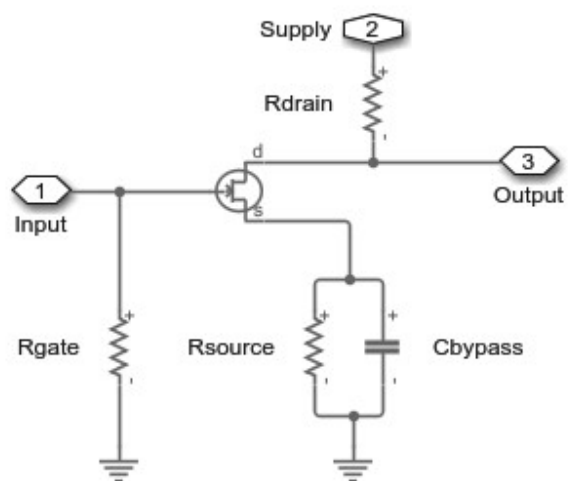 Supply
2
+
Rdrain
-
d
1
3
s
Input
Output
+
+
+
Rgate
Rsource
Cbypass
-
-
-